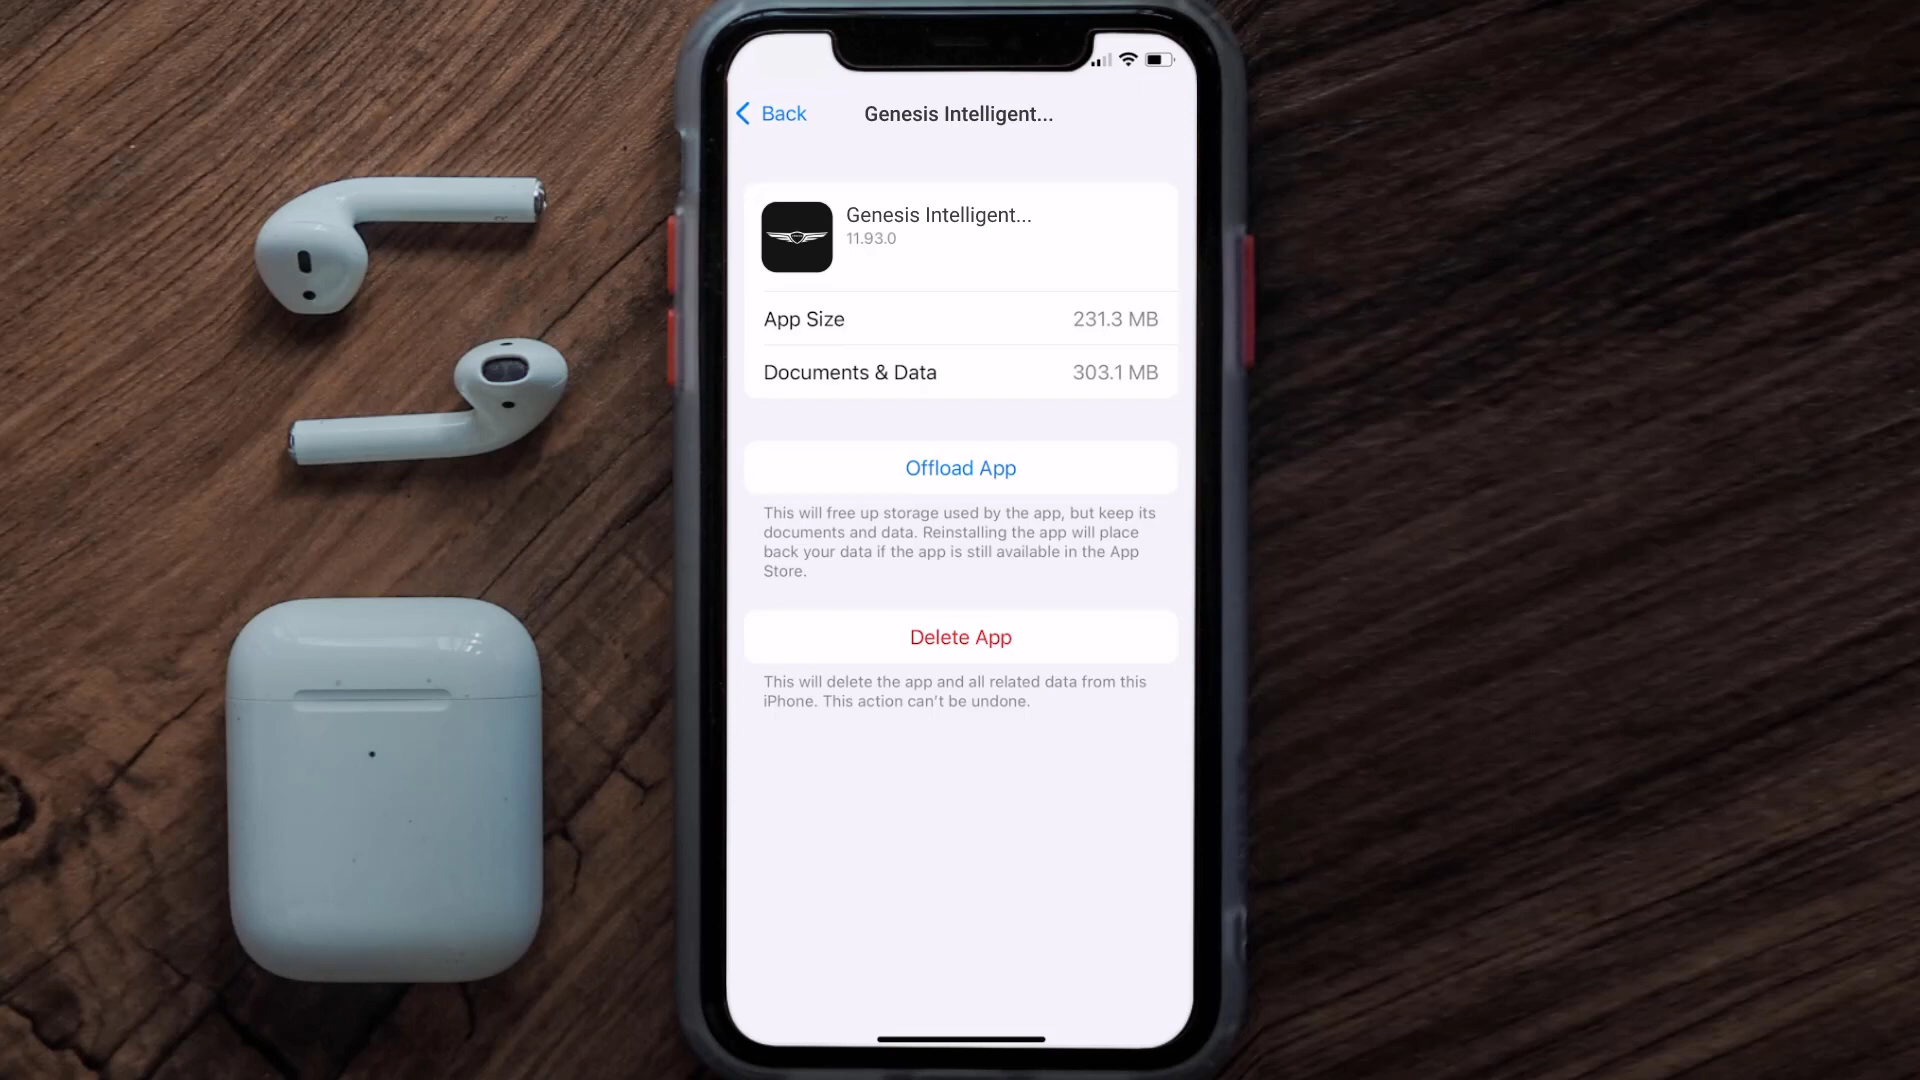 Back
Genesis Intelligent...
Genesis Intelligent...
11.93.0
App Size
231.3 MB
Documents & Data
303.1 MB
Offload App
This will free up storage used by the app, but keep its
documents and data. Reinstalling the app will place
back your data if the app is still available in the App
Store.
Delete App
This will delete the app and all related data from this
iPhone. This action can't be undone.